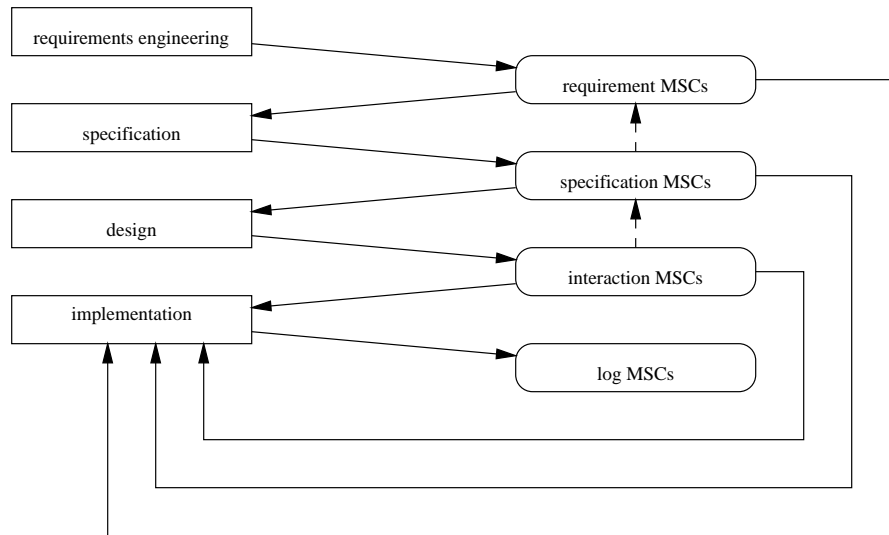 requirements engineering
requirement MSCs
specification
specification MSCs
design
interaction MSCs
implementation
log MSCs